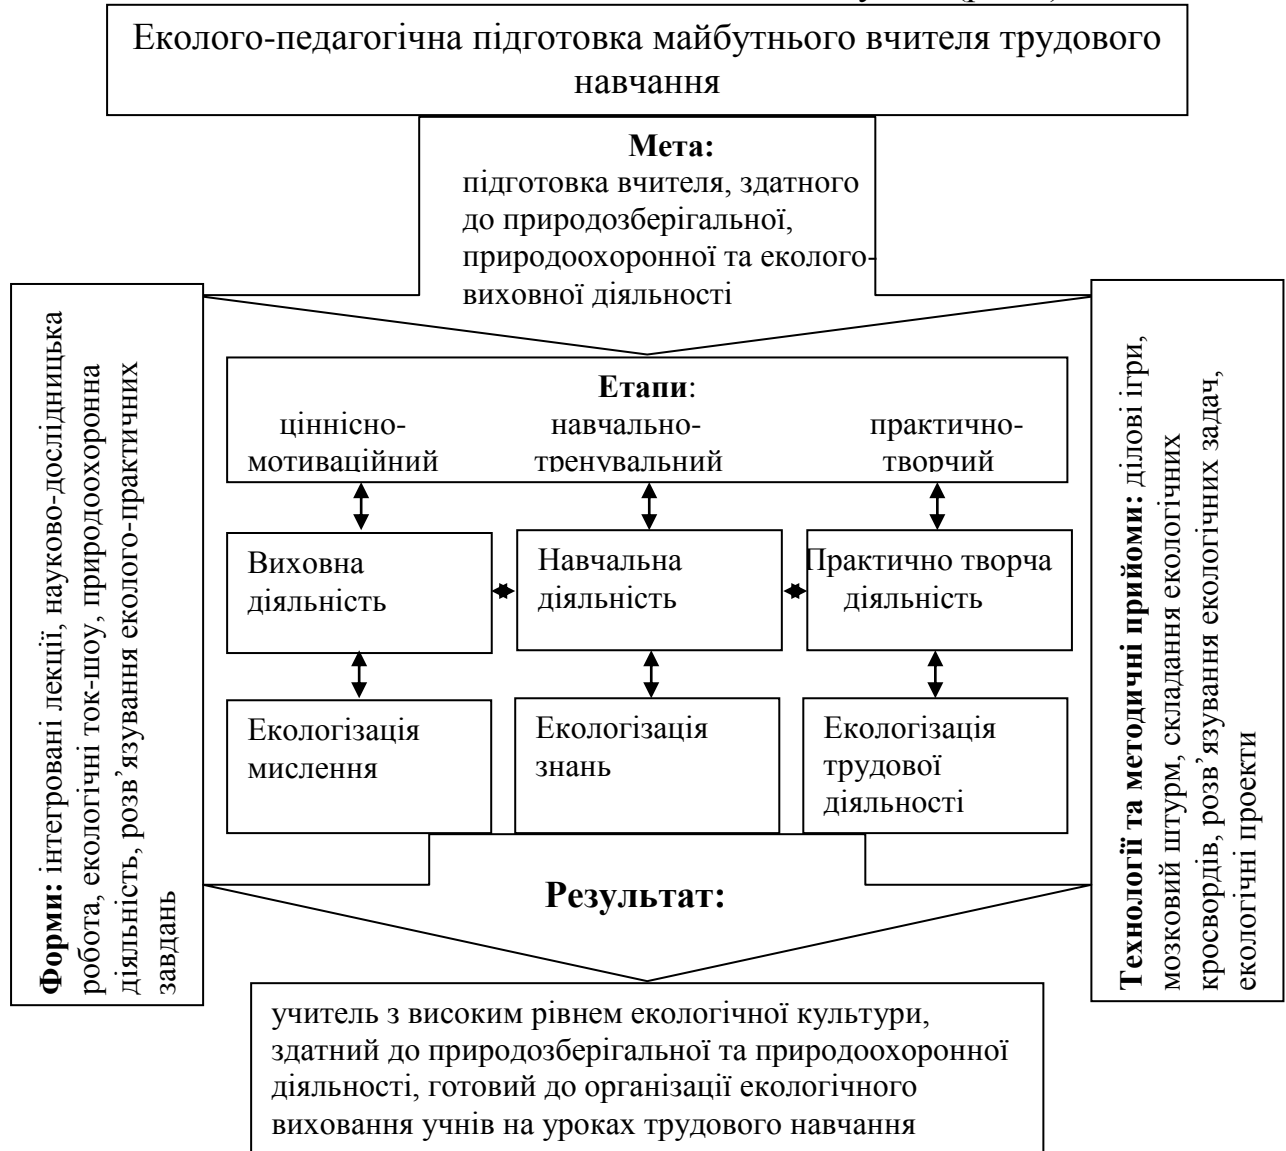 Еколого-педагогічна підготовка майбутнього вчителя трудового
навчання
Мета:
підготовка вчителя, здатного
до природозберігальної,
природоохоронної та еколого-
виховної діяльності
Форми: інтегровані лекції, науково-дослідницька
робота, екологічні ток-шоу, природоохоронна
діяльність, розв’язування еколого-практичних
завдань
Етапи:
ціннісно-
мотиваційний
навчально-
тренувальний
практично-
творчий
Виховна
діяльність
Навчальна
діяльність
Практично творча
діяльність
Екологізація
мислення
Екологізація
знань
Екологізація
трудової
діяльності
Технології та методичні прийоми: ділові ігри,
мозковий штурм, складання екологічних
кросвордів, розв’язування екологічних задач,
екологічні проекти
Результат:
учитель з високим рівнем екологічної культури,
здатний до природозберігальної та природоохоронної
діяльності, готовий до організації екологічного
виховання учнів на уроках трудового навчання